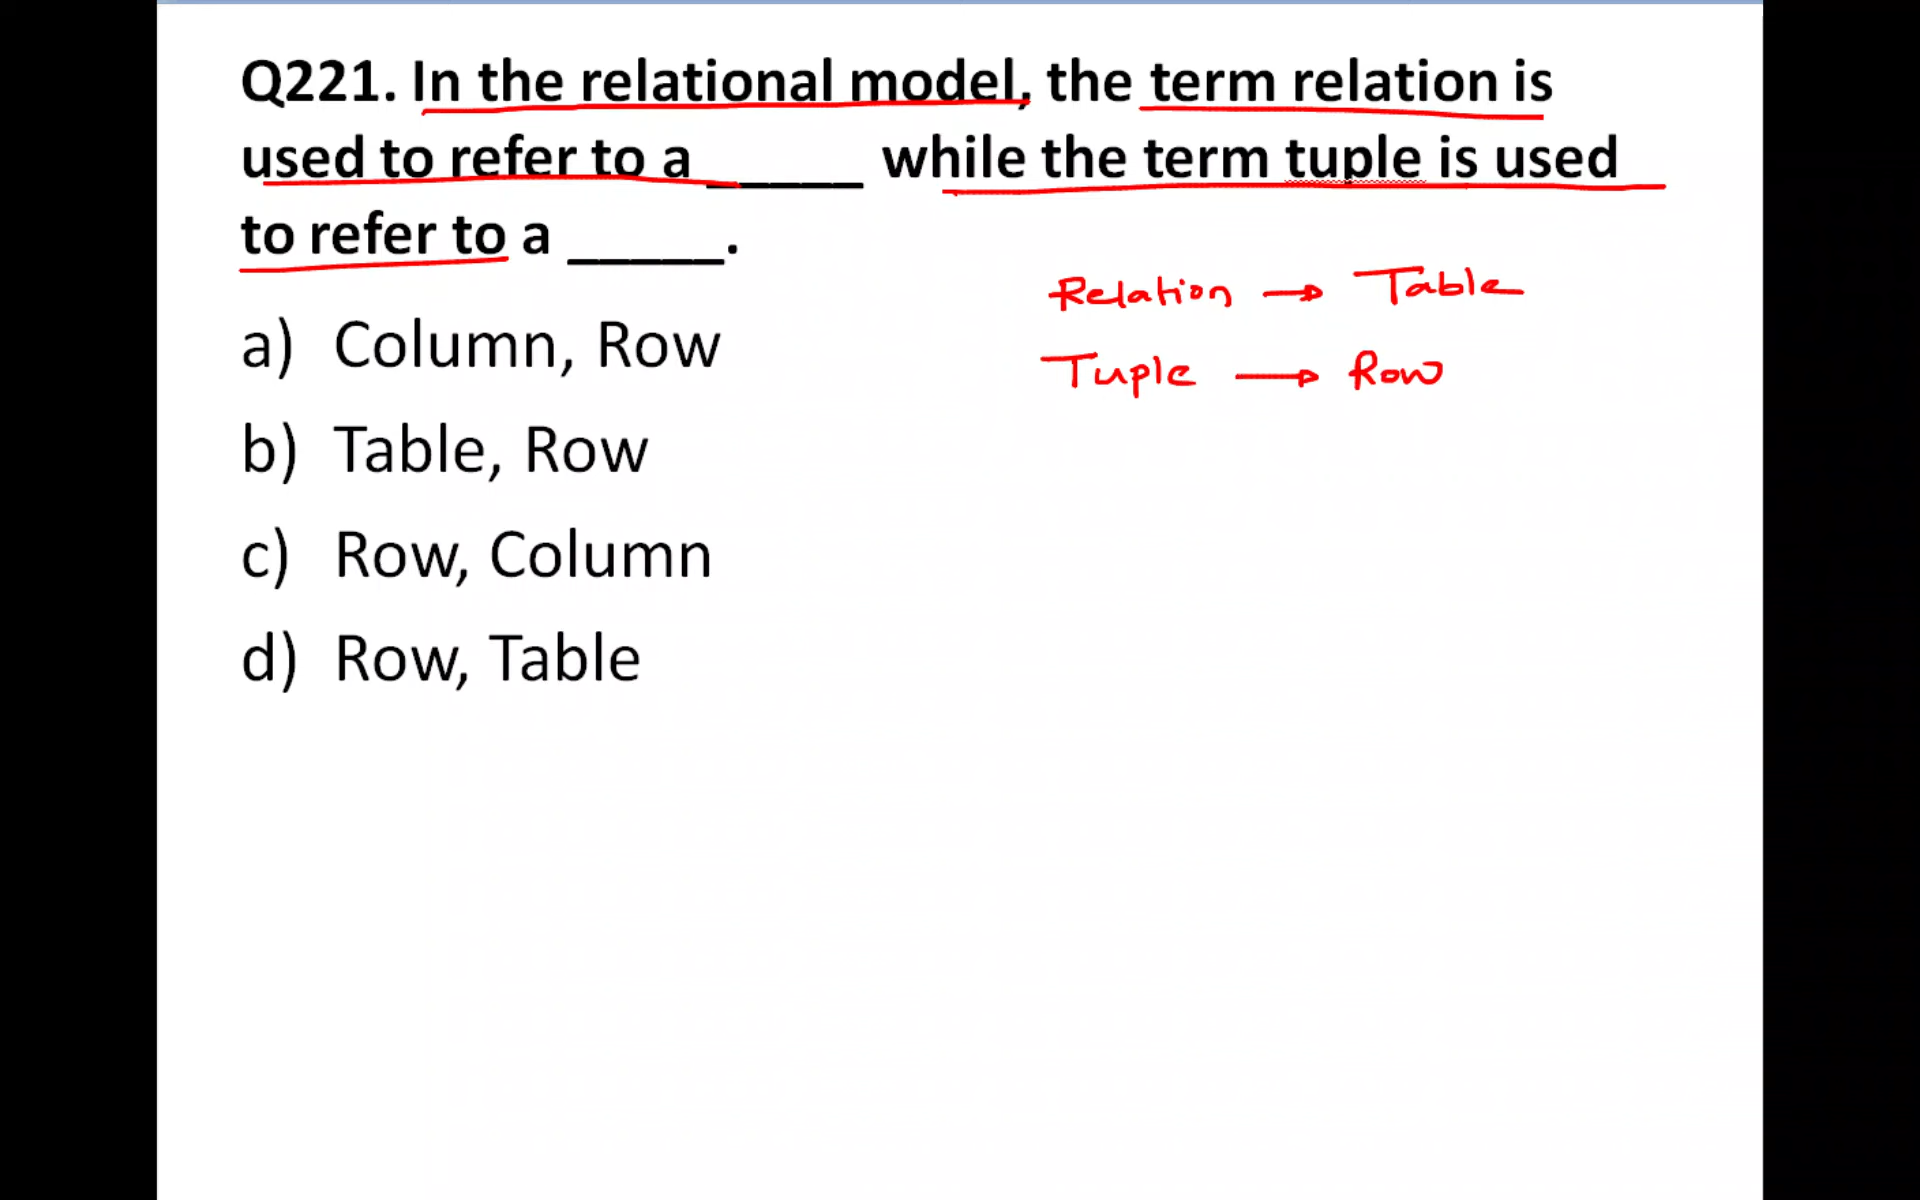 Q221. In the relational model, the term relation is
used to refer to a _____ while the term tuple is used
to refer to a _____.
Relation → Table
a) Column, Row
Tuple → Row
b) Table, Row
c) Row, Column
d) Row, Table